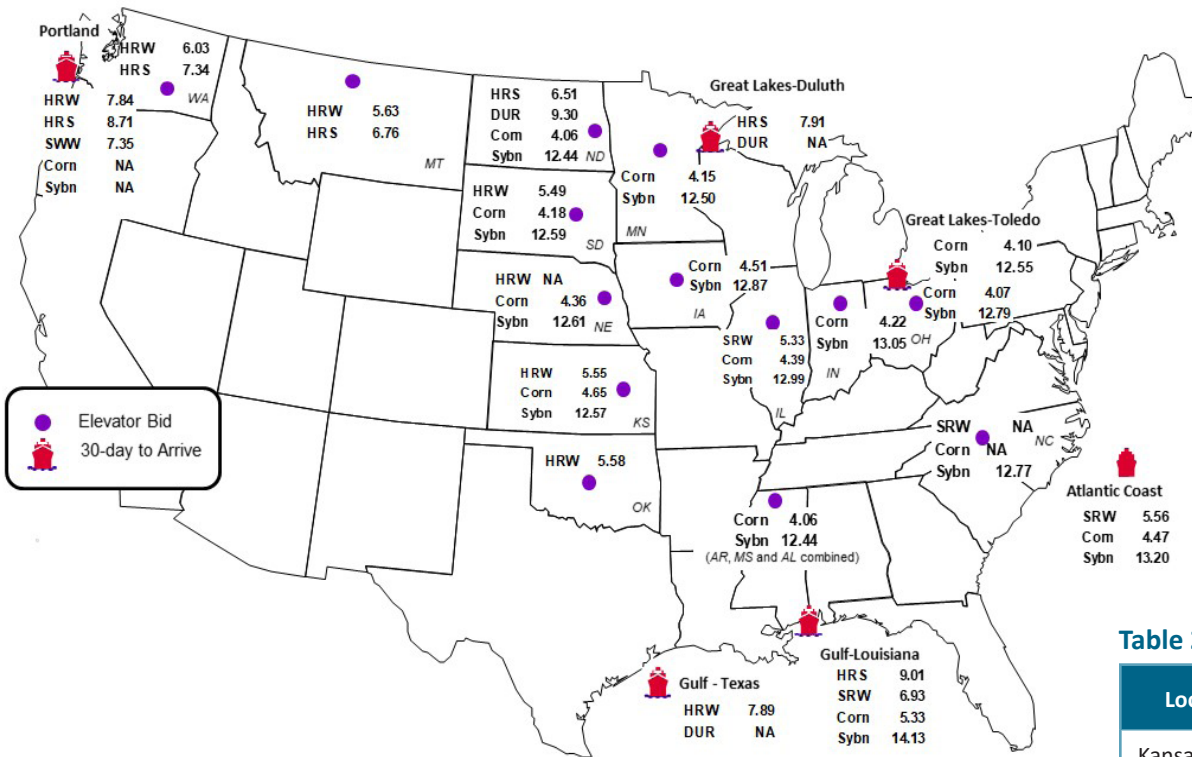 Portland
HRW 6.03
HRS 7.34
WA
HRW 7.84
HRS 8.71
SWW 7.35
Corn NA
Sybn NA
HRW 5.63
HRS 6.76
MT
HRS 6.51
DUR 9.30
Corn 4.06
Sybn 12.44 ND
HRW 5.49
Corn 4.18
Sybn 12.59
SD
HRW NA
Corn 4.36
Sybn 12.61 NE
HRW 5.55
Corn 4.65
Sybn 12.57
KS
HRW 5.58
OK
Great Lakes-Duluth
HRS 7.91
DUR NA
Corn 4.15
Sybn 12.50
MN
Corn 4.51
Sybn 12.87
IA
SRW 5.33
Corn 4.39
Sybn 12.99
IL
Great Lakes-Toledo
Corn 4.10
Sybn 12.55
Corn 4.07
Sybn 12.79
Corn 4.22
Sybn 13.05 OH
IN
SRW NA
NC
Corn NA
Sybn 12.77
Atlantic Coast
SRW 5.56
Corn 4.47
Sybn 13.20
Corn 4.06
Sybn 12.44
(AR, MS and AL combined)
Gulf-Louisiana
HRS 9.01
SRW 6.93
Corn 5.33
Sybn 14.13
Gulf - Texas
HRW 7.89
DUR NA
Elevator Bid
30-day to Arrive
Table